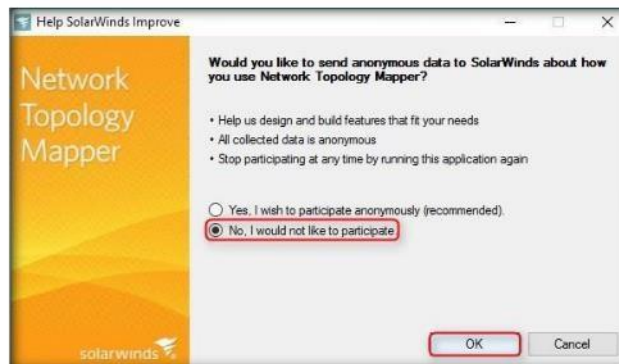 Help SolarWinds Improve
Network
Topology
Mapper
Would you like to send anonymous data to SolarWinds about how
you use Network Topology Mapper?
• Help us design and build features that fit your needs
• All collected data is anonymous
• Stop participating at any time by running this application again
Yes, I wish to participate anonymously (recommended).
No, I would not like to participate.
OK
Cancel
solarwinds